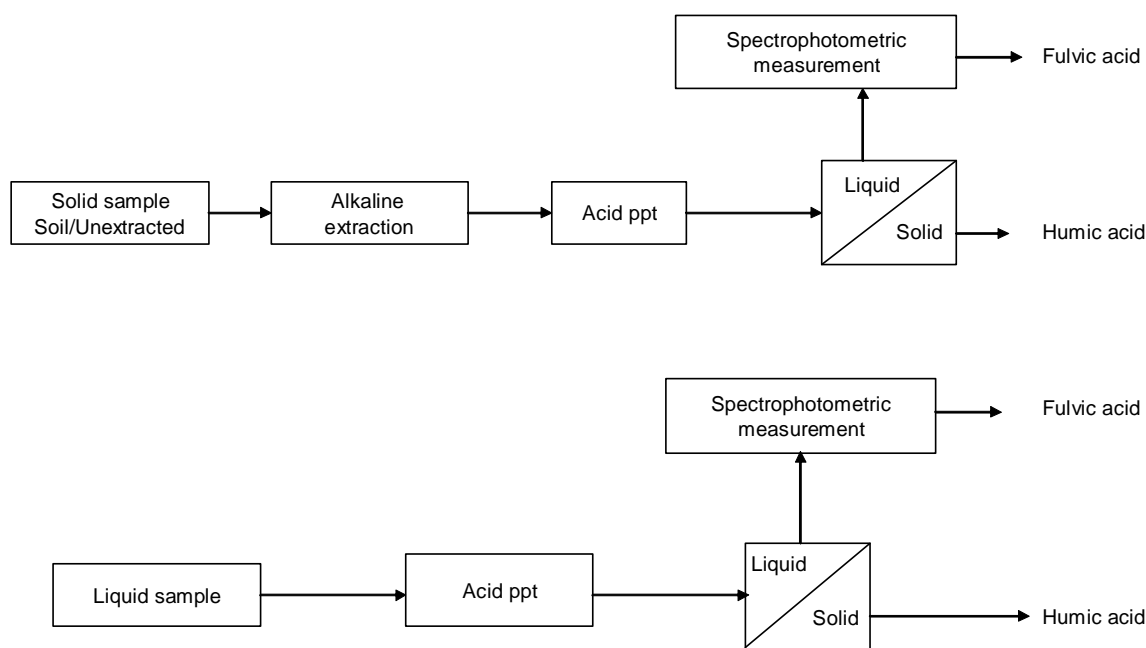 Spectrophotometric
measurement
Fulvic acid
Solid sample
Soil/Unextracted
Alkaline
extraction
Acid ppt
Liquid
Solid
Humic acid
Spectrophotometric
measurement
Fulvic acid
Liquid sample
Acid ppt
Liquid
Solid
Humic acid